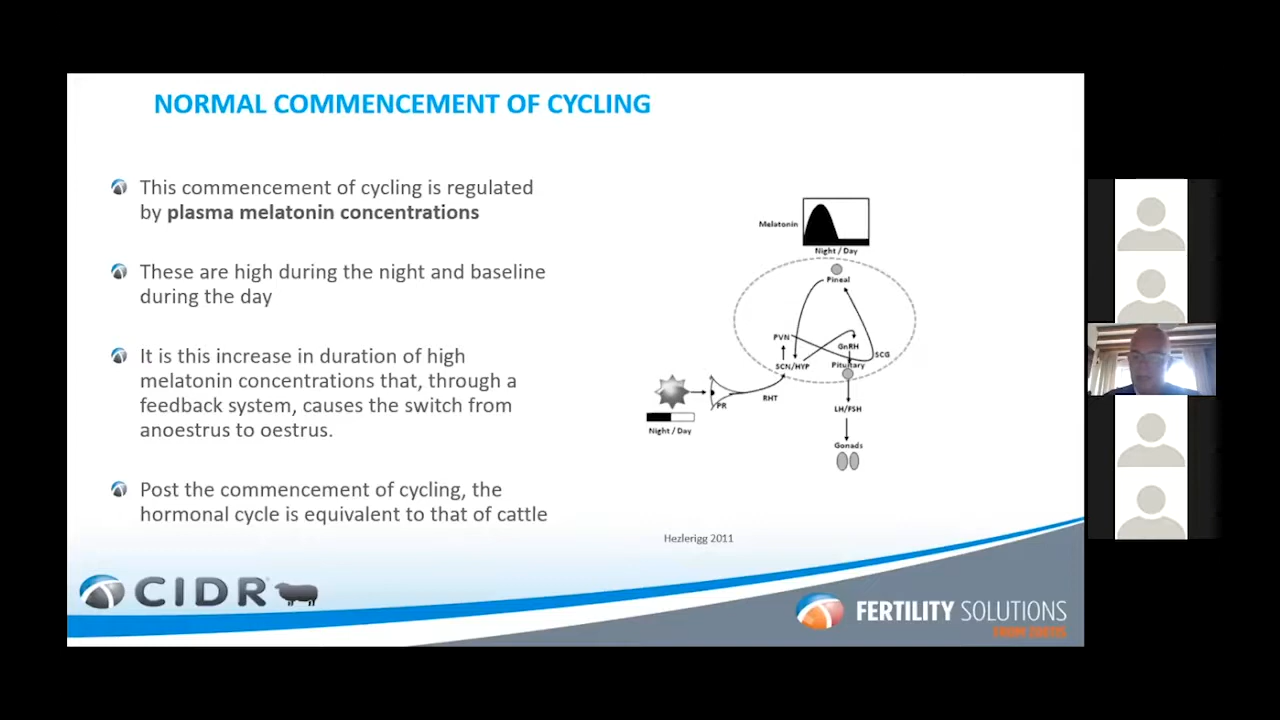 NORMAL COMMENCEMENT OF CYCLING
This commencement of cycling is regulated
by plasma melatonin concentrations
These are high during the night and baseline
during the day
It is this increase in duration of high
melatonin concentrations that, through a
feedback system, causes the switch from
anoestrus to oestrus.
Post the commencement of cycling, the
hormonal cycle is equivalent to that of cattle
Melatonin
Night / Day
Pineal
PVN
GnRH
SCG
SCN/HYP
Pituitary
PR
RHT
LH/FSH
Night / Day
Gonads
Hezlerigg 2011
CIDR
FERTILITY SOLUTIONS
FROM ZOETIS